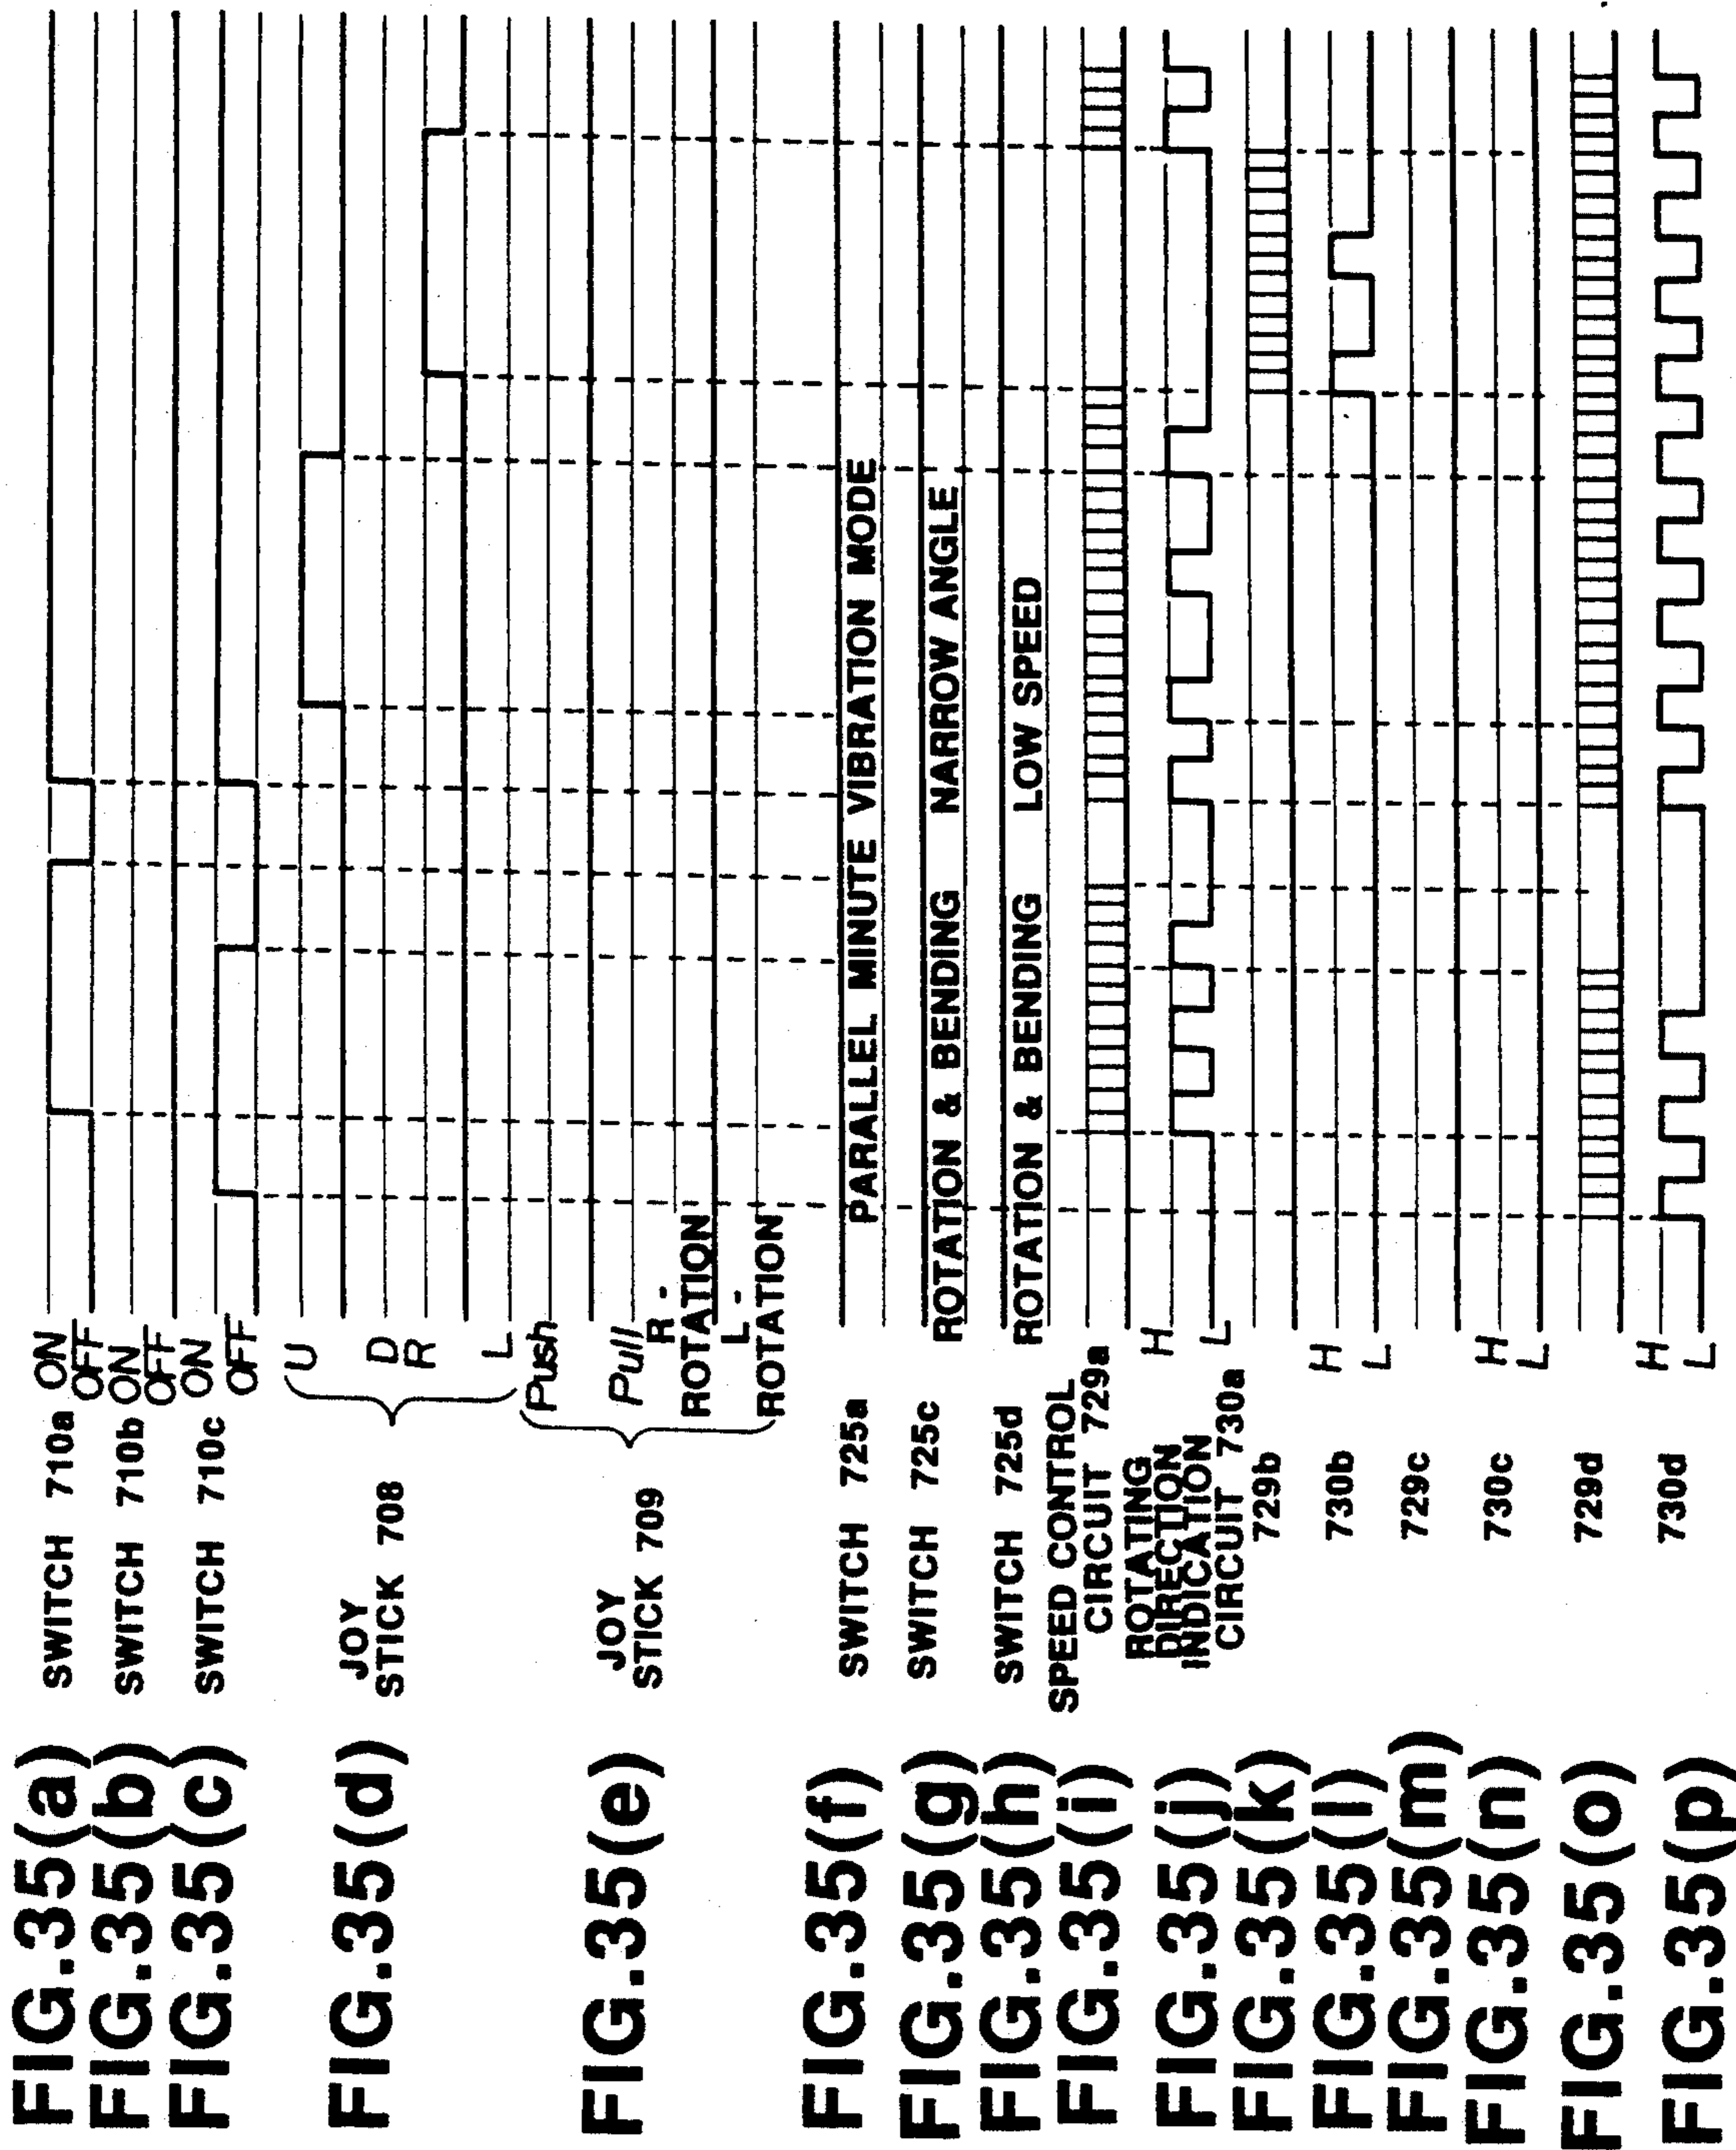 FIG.35(a) SWITCH 710a ON
OFF
FIG.35(b) SWITCH 710b ON
OFF
FIG.35(c) SWITCH 710c ON
OFF
FIG.35(d) JOY STICK 708 U
D
R
L
FIG.35(e) JOY STICK 709 Push
Pull
R-ROTATION
L-ROTATION
FIG.35(f) SWITCH 725a PARALLEL MINUTE VIBRATION MODE
FIG.35(g) SWITCH 725c ROTATION & BENDING NARROW ANGLE
FIG.35(h) SWITCH 725d ROTATION & BENDING LOW SPEED
FIG.35(i) SPEED CONTROL
CIRCUIT 729a
FIG.35(j) ROTATING
DIRECTION
INDICATION
CIRCUIT 730a H
L
FIG.35(k) 729b
FIG.35(l) 730b H
L
FIG.35(m) 729c
FIG.35(n) 730c H
L
FIG.35(o) 729d
FIG.35(p) 730d H
L